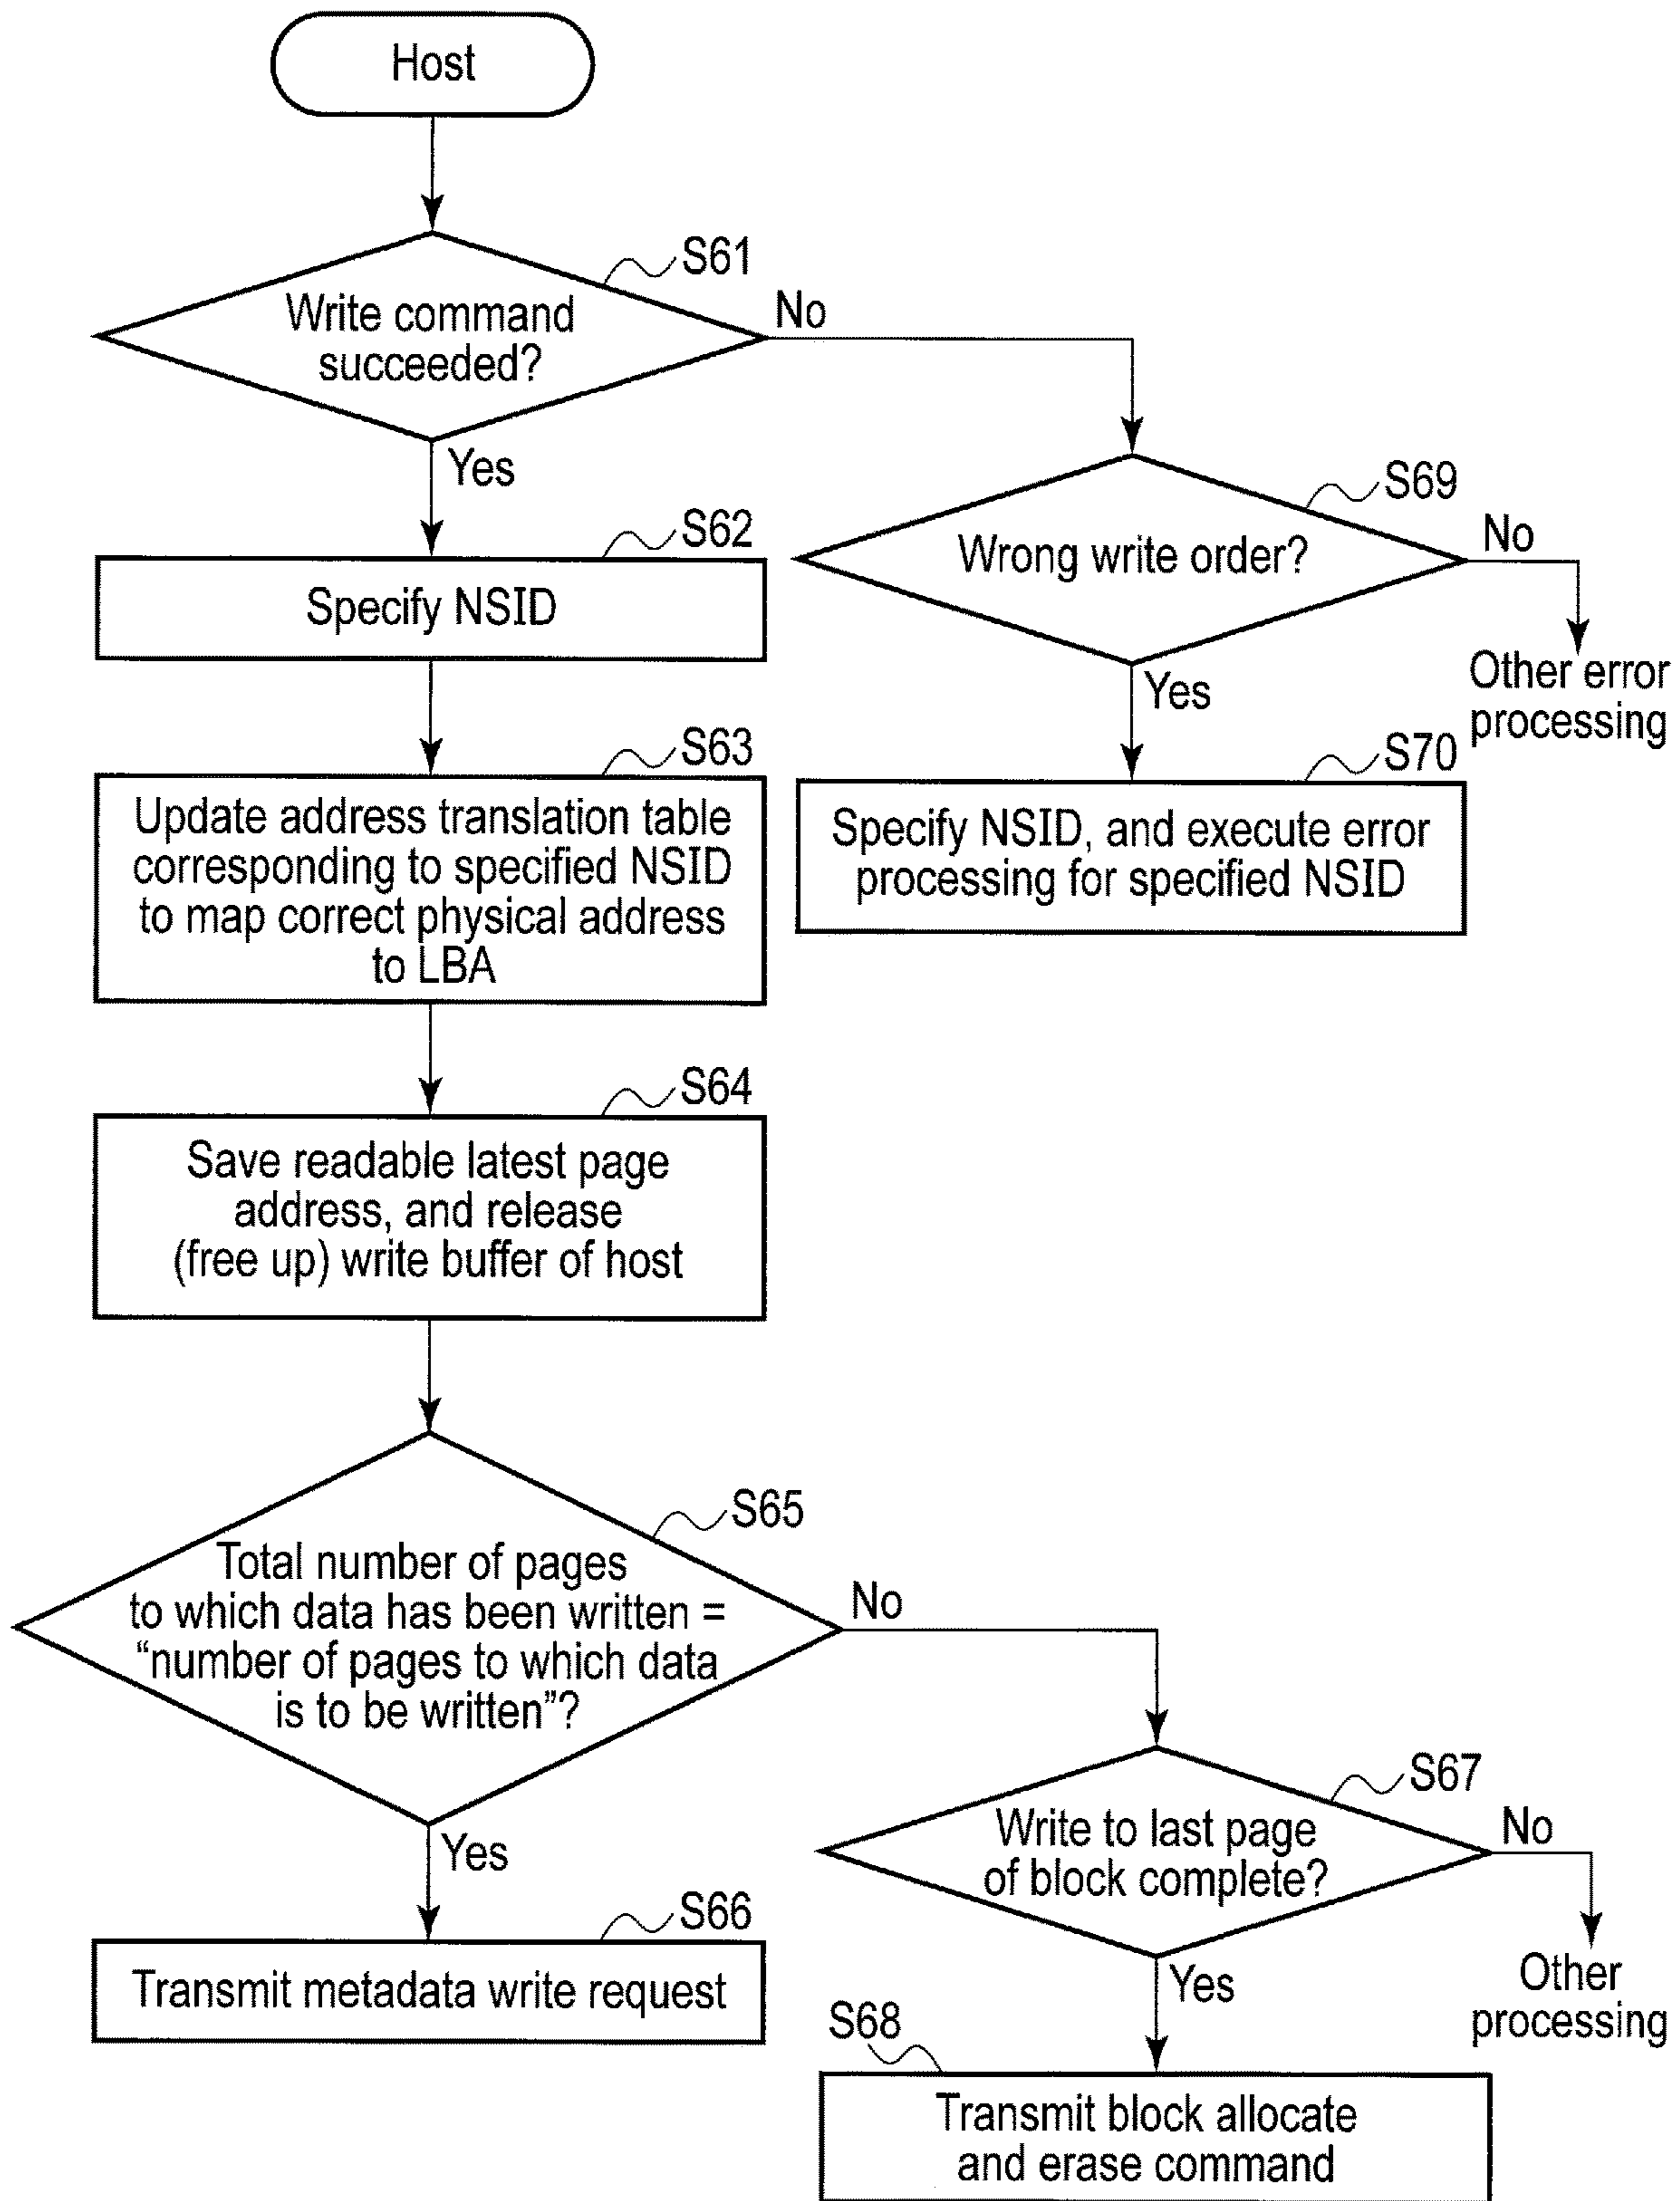 Host
S61
Write command
succeeded?
No
Yes
S69
Wrong write order?
No
S62
Specify NSID
Other error
processing
Yes
S63
Update address translation table
corresponding to specified NSID
to map correct physical address
to LBA
S70
Specify NSID, and execute error
processing for specified NSID
S64
Save readable latest page
address, and release
(free up) write buffer of host
S65
Total number of pages
to which data has been written =
“number of pages to which data
is to be written”?
No
Yes
S67
Write to last page
of block complete?
No
S66
Transmit metadata write request
Other
processing
Yes
S68
Transmit block allocate
and erase command